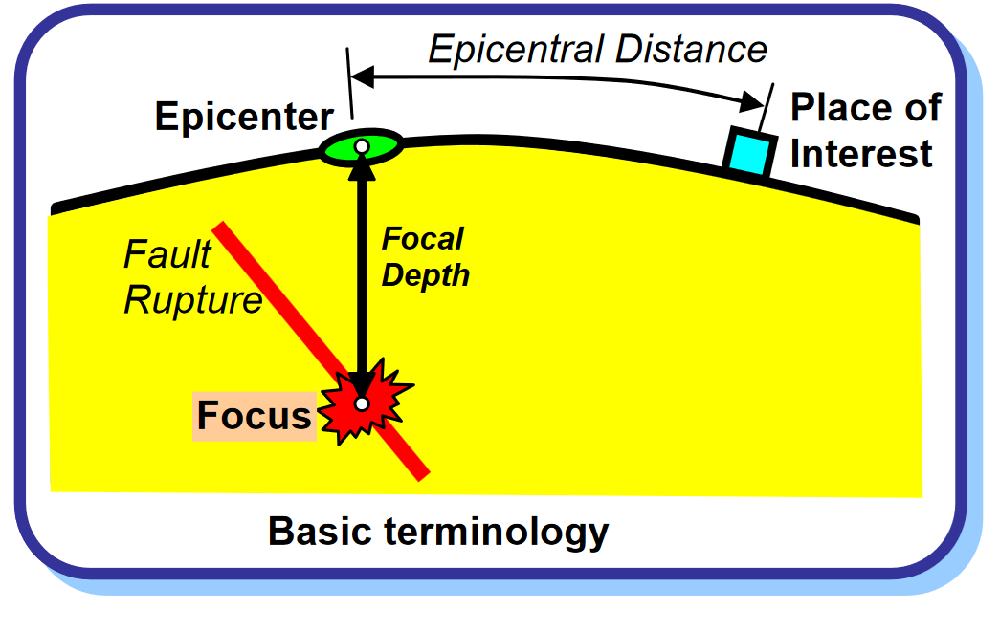 Epicentral Distance
Epicenter
Place of
Interest
Focal
Depth
Fault
Rupture
Focus
Basic terminology